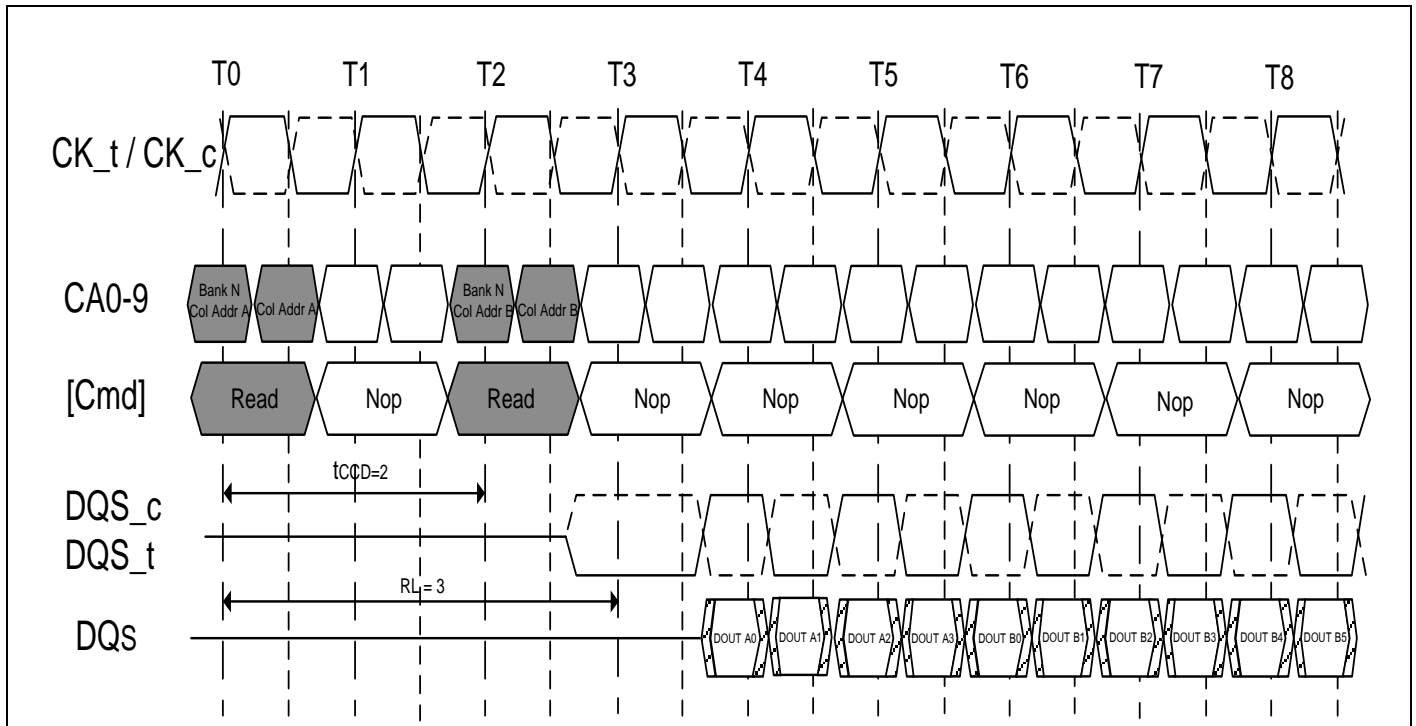 T0 T1 T2 T3 T4 T5 T6 T7 T8
CK_t / CK_c
CA0-9
Bank N
Col Addr A
Col Addr A
Bank N
Col Addr B
Col Addr B
[Cmd]
Read Nop Read Nop Nop Nop Nop Nop Nop
tCCD=2
DQS_c
DQS_t
RL = 3
DQs
DOUT A0 DOUT A1 DOUT A2 DOUT A3 DOUT B0 DOUT B1 DOUT B2 DOUT B3 DOUT B4 DOUT B5